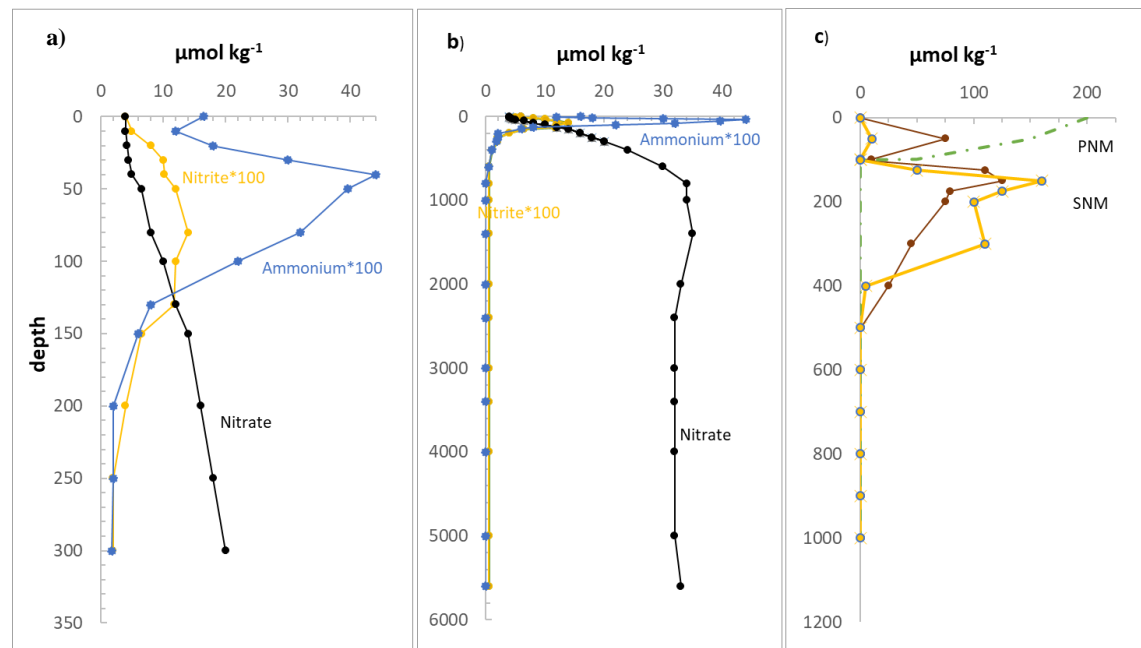 a)
µmol kg⁻¹
0 10 20 30 40
0
50
100
150
200
250
300
350
depth
Nitrite*100
Ammonium*100
Nitrate
b)
µmol kg⁻¹
0 10 20 30 40
0
1000
2000
3000
4000
5000
6000
Ammonium*100
Nitrite*100
Nitrate
c)
µmol kg⁻¹
0 100 200
0
200
400
600
800
1000
1200
PNM
SNM